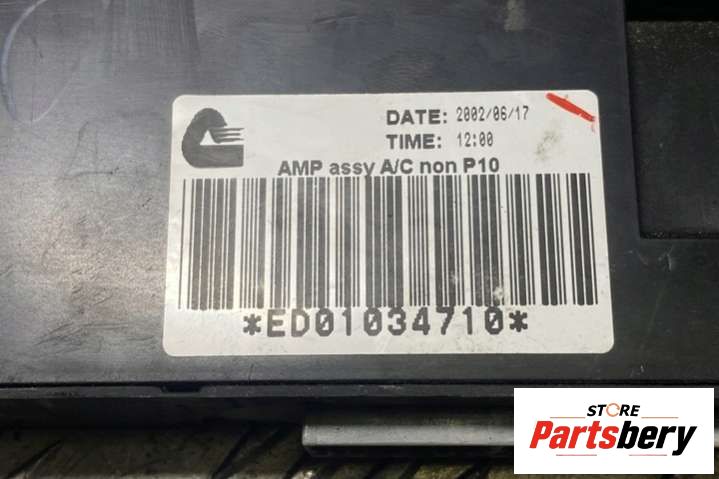 DATE: 2002/06/17
TIME: 12:00
AMP assy A/C non P10
*ED01034710*
STORE
Partsbery